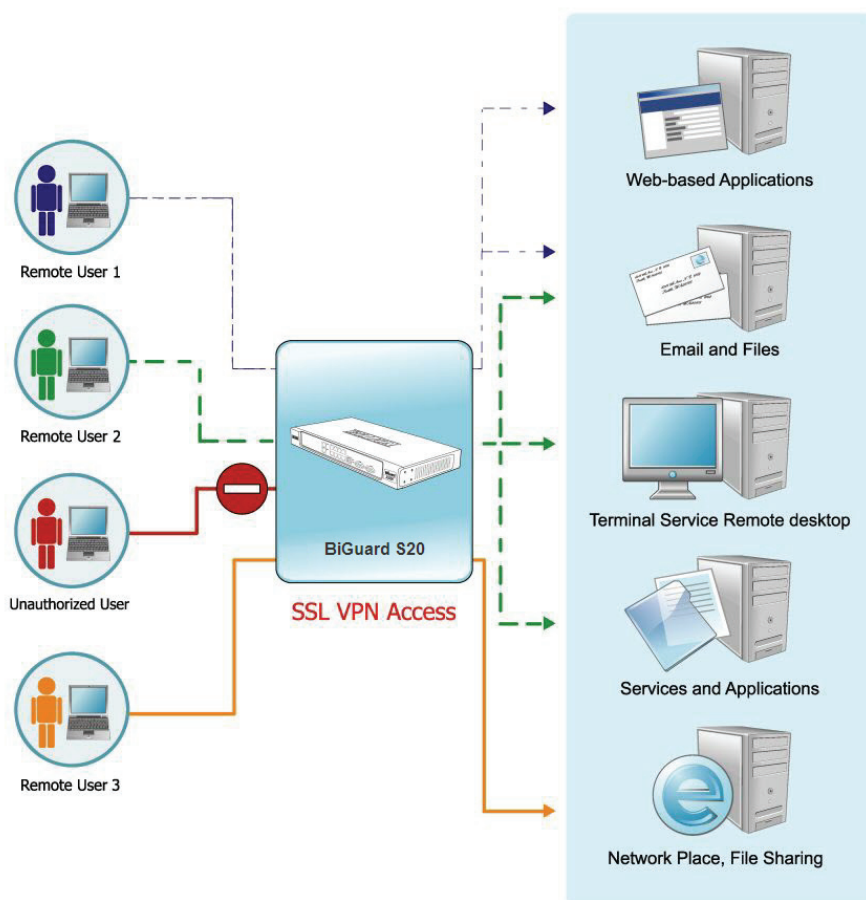 Remote User 1
Remote User 2
Unauthorized User
Remote User 3
BiGuard S20
SSL VPN Access
Web-based Applications
Email and Files
Terminal Service Remote desktop
Services and Applications
Network Place, File Sharing